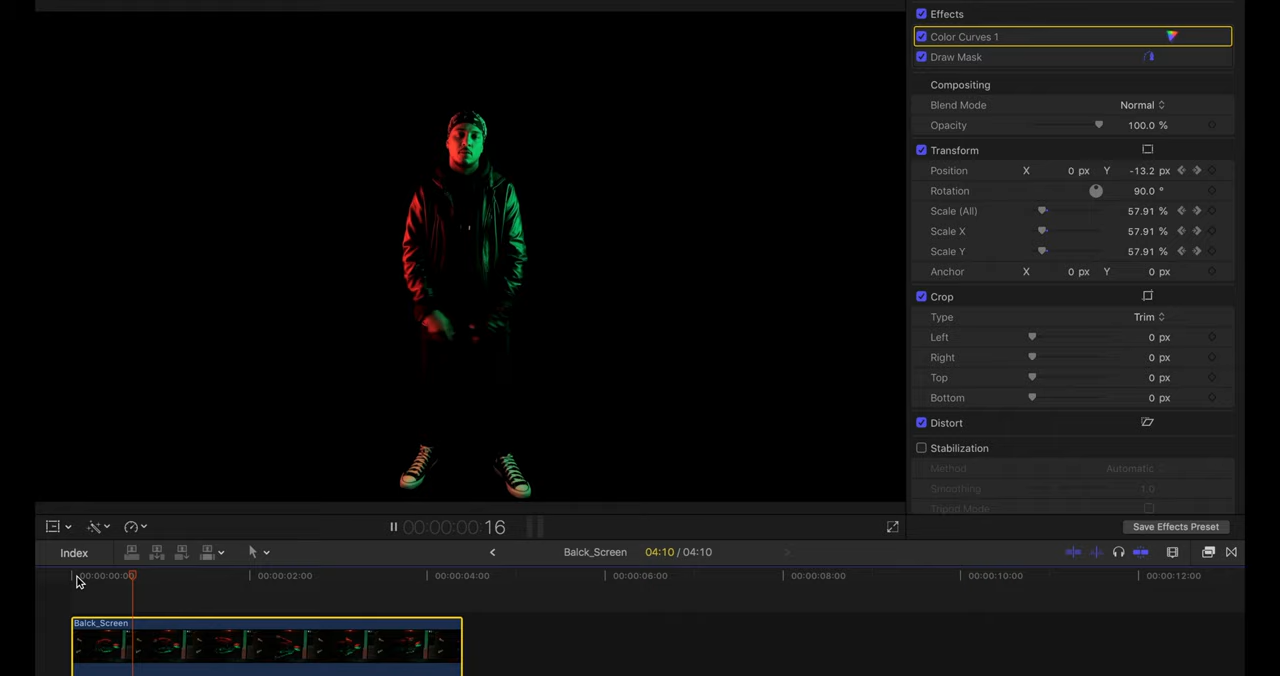 Effects
Color Curves 1
Draw Mask
Compositing
Blend Mode Normal
Opacity 100.0 %
Transform
Position X 0 px Y -13.2 px
Rotation 90.0 °
Scale (All) 57.91 %
Scale X 57.91 %
Scale Y 57.91 %
Anchor X 0 px Y 0 px
Crop
Type Trim
Left 0 px
Right 0 px
Top 0 px
Bottom 0 px
Distort
Stabilization
Method Automatic
Smoothing 1.0
Tripod Mode
00:00:00:16
Save Effects Preset
Index
Balck_Screen
04:10 / 04:10
00:00:00:00 00:00:02:00 00:00:04:00 00:00:06:00 00:00:08:00 00:00:10:00 00:00:12:00
Balck_Screen